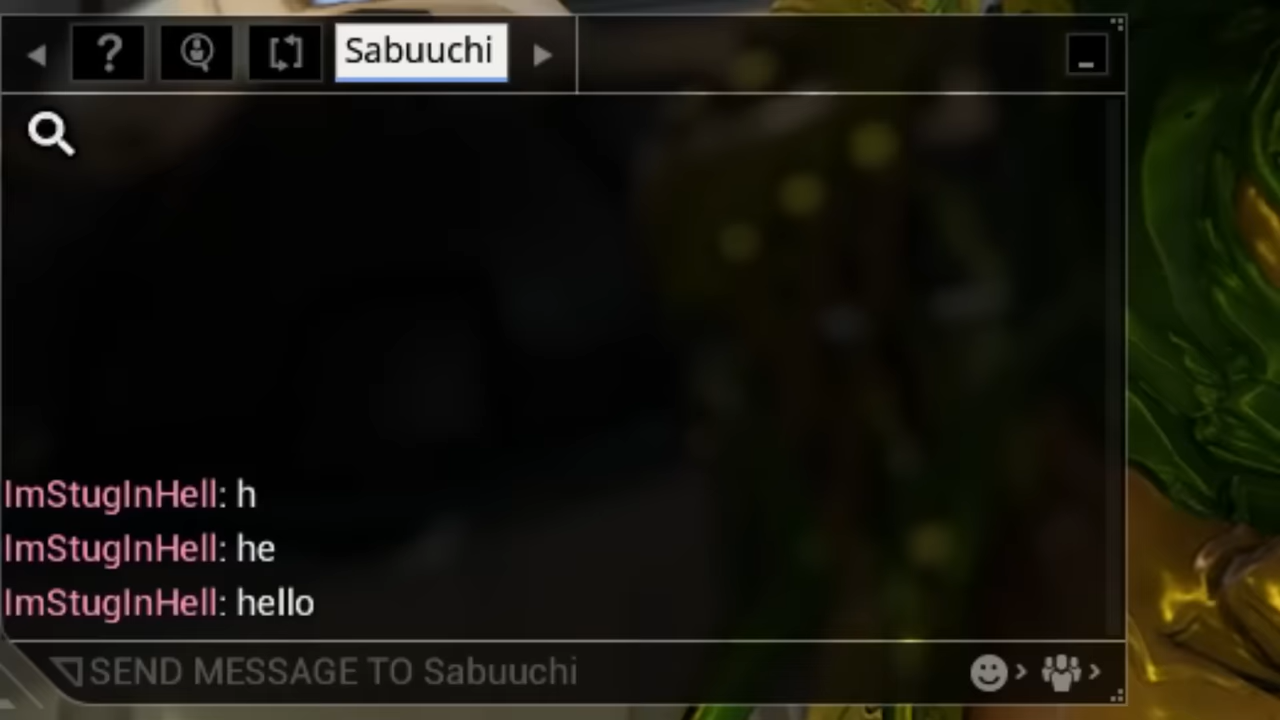 ?
Sabuuchi
ImStugInHell: h
ImStugInHell: he
ImStugInHell: hello
SEND MESSAGE TO Sabuuchi